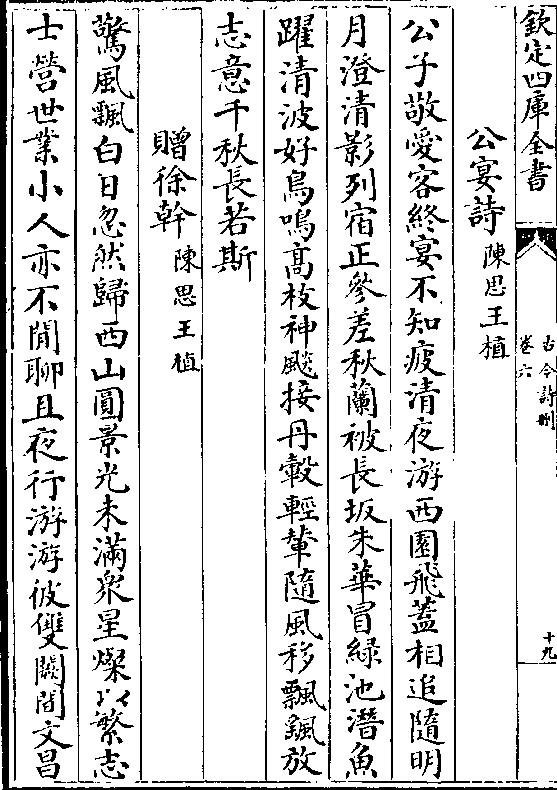 欽定四庫全書
古今詩刪
卷六
十九
公宴詩 陳思王植
公子敬愛客終宴不知疲清夜游西園飛蓋相追隨明
月澄清影列宿正參差秋蘭被長坂朱華冒緑池潛魚
躍清波好鳥鳴高枝神飈接丹轂輕輦隨風移飄飖放
志意千秋長若斯
贈徐幹 陳思王植
驚風飄白日忽然歸西山圓景光未滿衆星燦以繁志
士營世業小人亦不閒聊且夜行游游彼雙闕間文昌